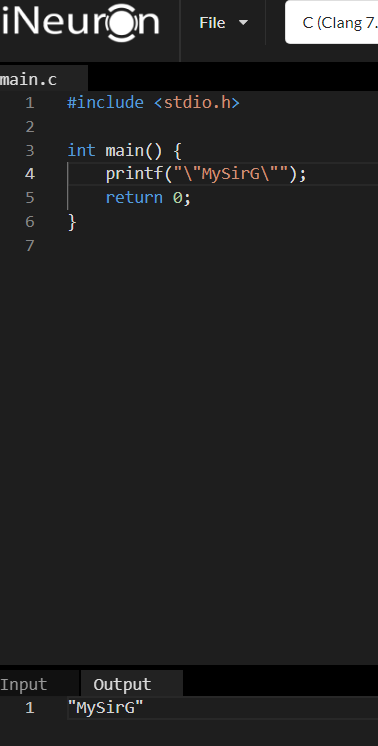 iNeuron File C (Clang 7.
main.c
1 #include <stdio.h>
2
3 int main() {
4 printf("\"MySirG\"");
5 return 0;
6 }
7
Input Output
1 "MySirG"